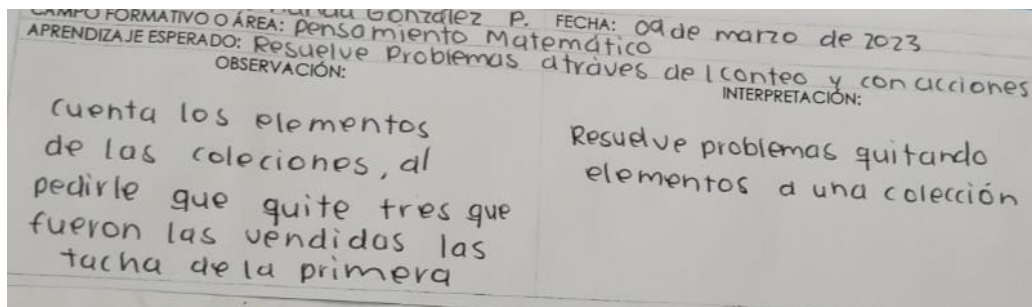 González P. FECHA: 09 de marzo de 2023
CAMPO FORMATIVO O ÁREA: Pensamiento Matemático
APRENDIZAJE ESPERADO: Resuelve Problemas atráves del conteo y con acciones
OBSERVACIÓN:
INTERPRETACIÓN:
cuenta los elementos
de las coleciones, al
pedirle que quite tres que
fueron las vendidas las
tacha de la primera
Resuelve problemas quitando
elementos a una colección